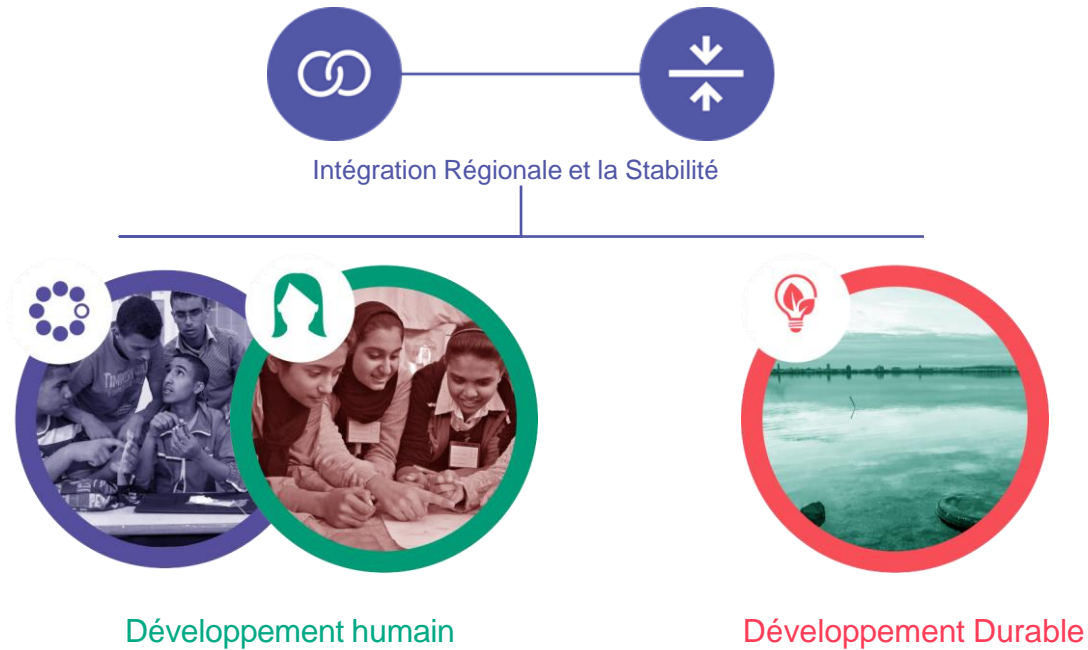 Intégration Régionale et la Stabilité
Développement humain
Développement Durable